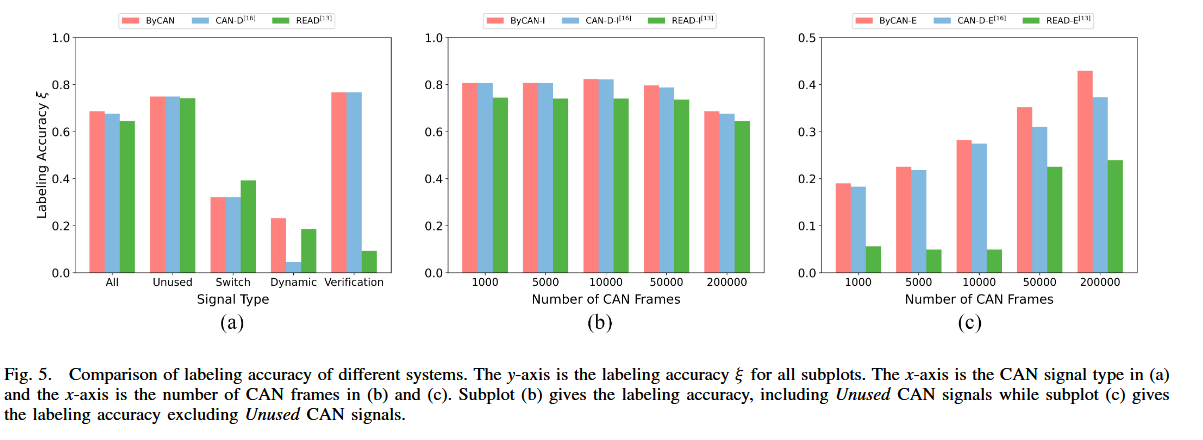 ByCAN CAN-D[16] READ[13]
1.0
0.8
0.6
0.4
0.2
0.0
Labeling Accuracy ξ
All Unused Switch Dynamic Verification
Signal Type
(a)
ByCAN-I CAN-D-I[16] READ-I[13]
1.0
0.8
0.6
0.4
0.2
0.0
1000 5000 10000 50000 200000
Number of CAN Frames
(b)
ByCAN-E CAN-D-E[16] READ-E[13]
0.5
0.4
0.3
0.2
0.1
0.0
1000 5000 10000 50000 200000
Number of CAN Frames
(c)
Fig. 5. Comparison of labeling accuracy of different systems. The y-axis is the labeling accuracy ξ for all subplots. The x-axis is the CAN signal type in (a)
and the x-axis is the number of CAN frames in (b) and (c). Subplot (b) gives the labeling accuracy, including Unused CAN signals while subplot (c) gives
the labeling accuracy excluding Unused CAN signals.